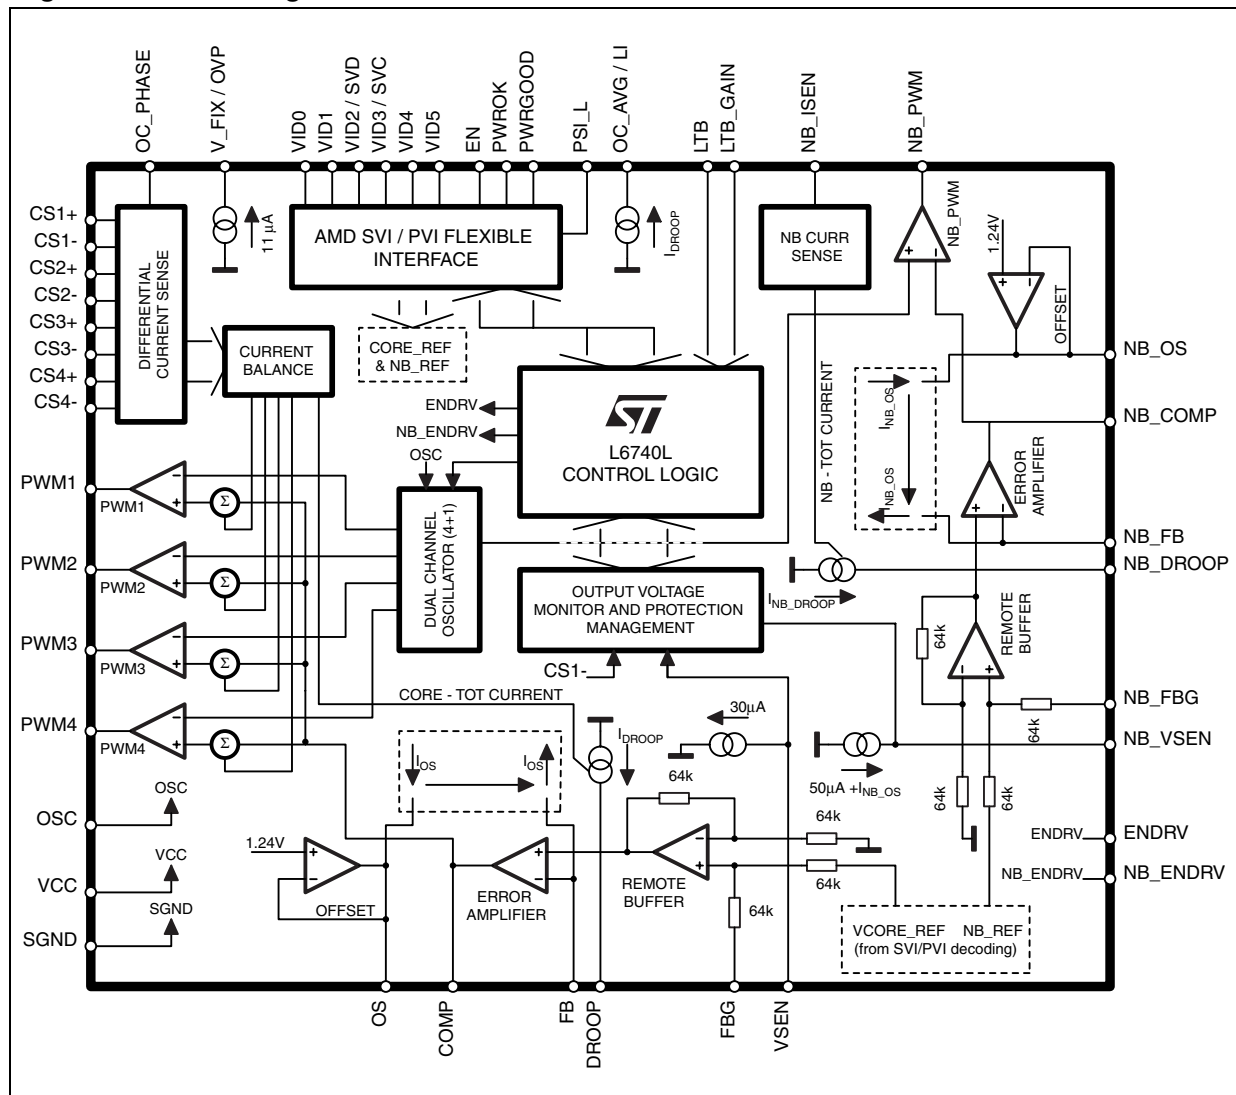 OC_PHASE
V_FIX / OVP
VID0
VID1
VID2 / SVD
VID3 / SVC
VID4
VID5
EN
PWROK
PWRGOOD
PSI_L
OC_AVG / LI
LTB
LTB_GAIN
NB_ISEN
NB_PWM
CS1+
CS1-
CS2+
CS2-
CS3+
CS3-
CS4+
CS4-
DIFFERENTIAL
CURRENT SENSE
11 µA
AMD SVI / PVI FLEXIBLE
INTERFACE
IDROOP
NB CURR
SENSE
NB_PWM
1.24V
OFFSET
CURRENT
BALANCE
CORE_REF
& NB_REF
ENDRV
NB_ENDRV
OSC
ST
L6740L
CONTROL LOGIC
NB - TOT CURRENT
INB_OS
INB_OS
NB_OS
NB_COMP
ERROR
AMPLIFIER
NB_FB
NB_DROOP
PWM1
PWM1
Σ
PWM2
PWM2
Σ
PWM3
PWM3
Σ
PWM4
PWM4
Σ
DUAL CHANNEL
OSCILLATOR (4+1)
OUTPUT VOLTAGE
MONITOR AND PROTECTION
MANAGEMENT
INB_DROOP
64k
REMOTE
BUFFER
CS1-
CORE - TOT CURRENT
30µA
NB_FBG
64k
NB_VSEN
IOS
IOS
IDROOP
64k
50µA +INB_OS
64k
64k
OSC
OSC
VCC
VCC
SGND
SGND
1.24V
OFFSET
ERROR
AMPLIFIER
REMOTE
BUFFER
64k
64k
64k
ENDRV
ENDRV
NB_ENDRV
NB_ENDRV
VCORE_REF NB_REF
(from SVI/PVI decoding)
OS
COMP
FB
DROOP
FBG
VSEN